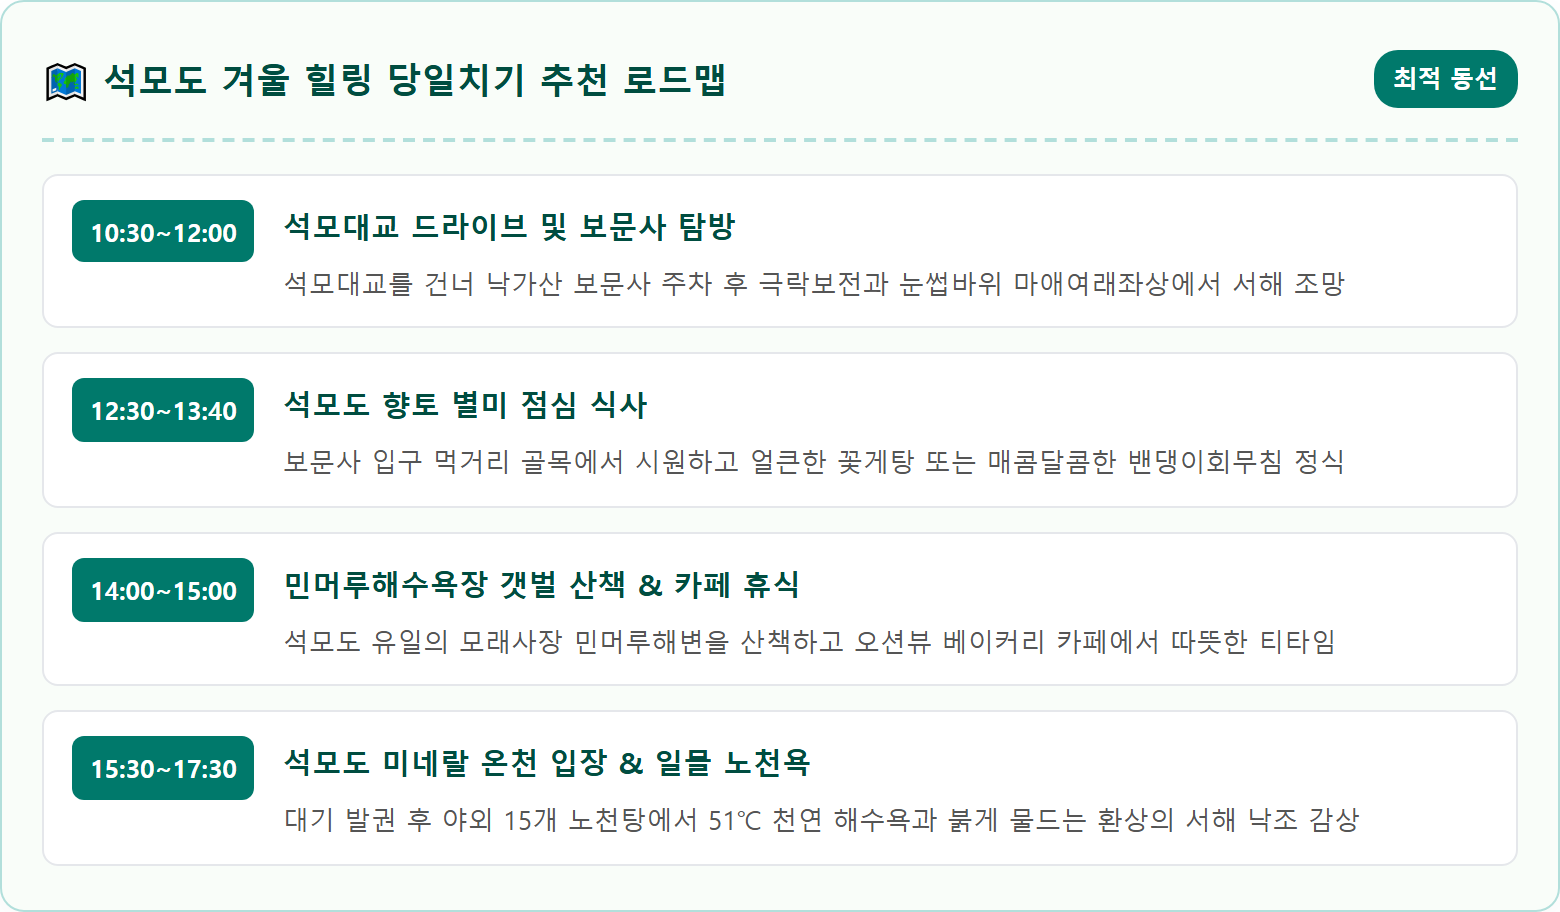 석모도 겨울 힐링 당일치기 추천 로드맵
최적 동선
10:30~12:00
석모대교 드라이브 및 보문사 탐방
석모대교를 건너 낙가산 보문사 주차 후 극락보전과 눈썹바위 마애여래좌상에서 서해 조망
12:30~13:40
석모도 향토 별미 점심 식사
보문사 입구 먹거리 골목에서 시원하고 얼큰한 꽃게탕 또는 매콤달콤한 밴댕이회무침 정식
14:00~15:00
민머루해수욕장 갯벌 산책 & 카페 휴식
석모도 유일의 모래사장 민머루해변을 산책하고 오션뷰 베이커리 카페에서 따뜻한 티타임
15:30~17:30
석모도 미네랄 온천 입장 & 일몰 노천욕
대기 발권 후 야외 15개 노천탕에서 51℃ 천연 해수욕과 붉게 물드는 환상의 서해 낙조 감상